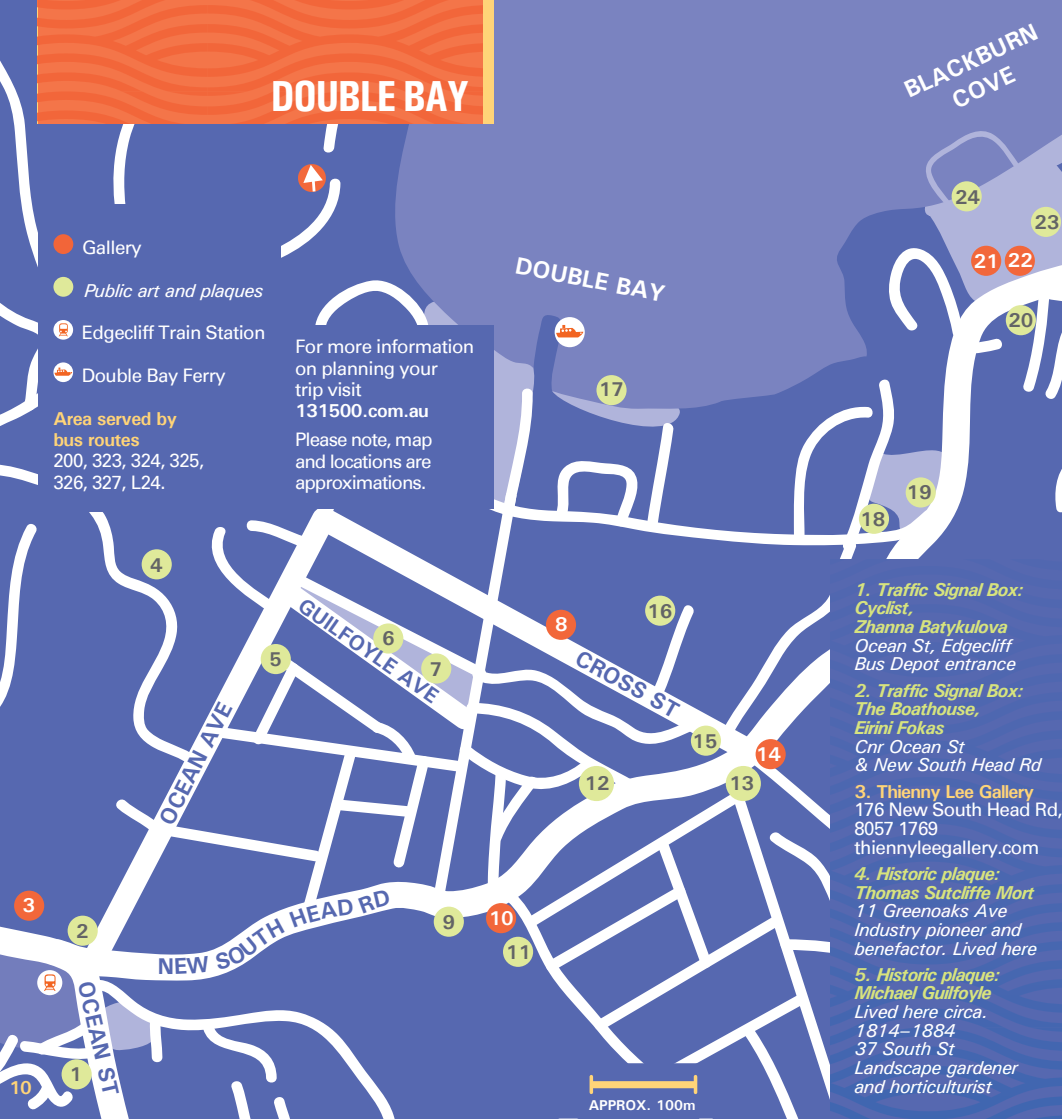 DOUBLE BAY
BLACKBURN
COVE
Gallery
Public art and plaques
Edgecliff Train Station
Double Bay Ferry
Area served by
bus routes
200, 323, 324, 325,
326, 327, L24.
For more information
on planning your
trip visit
131500.com.au
Please note, map
and locations are
approximations.
DOUBLE BAY
24
23
21
22
20
17
19
18
4
16
8
6
7
5
GUILFOYLE AVE
CROSS ST
15
14
OCEAN AVE
12
13
3
2
NEW SOUTH HEAD RD
9
10
11
OCEAN ST
1
10
APPROX. 100m
1. Traffic Signal Box:
Cyclist,
Zhanna Batykulova
Ocean St, Edgecliff
Bus Depot entrance
2. Traffic Signal Box:
The Boathouse,
Eirini Fokas
Cnr Ocean St
& New South Head Rd
3. Thienny Lee Gallery
176 New South Head Rd,
8057 1769
thiennyleegallery.com
4. Historic plaque:
Thomas Sutcliffe Mort
11 Greenoaks Ave
Industry pioneer and
benefactor. Lived here
5. Historic plaque:
Michael Guilfoyle
Lived here circa.
1814–1884
37 South St
Landscape gardener
and horticulturist